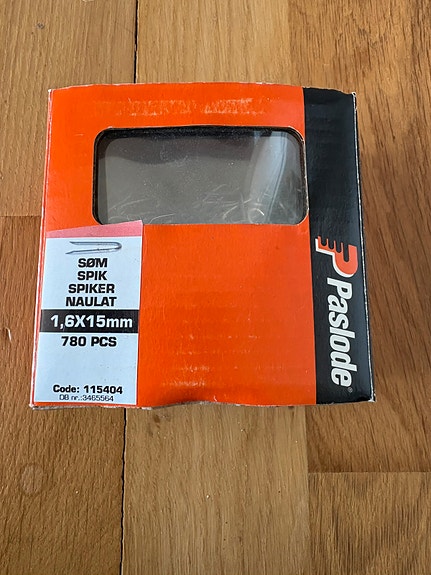 SØM
SPIK
SPIKER
NAULAT
1,6X15mm
780 PCS
Code: 115404
DB nr.:3465564
Paslode